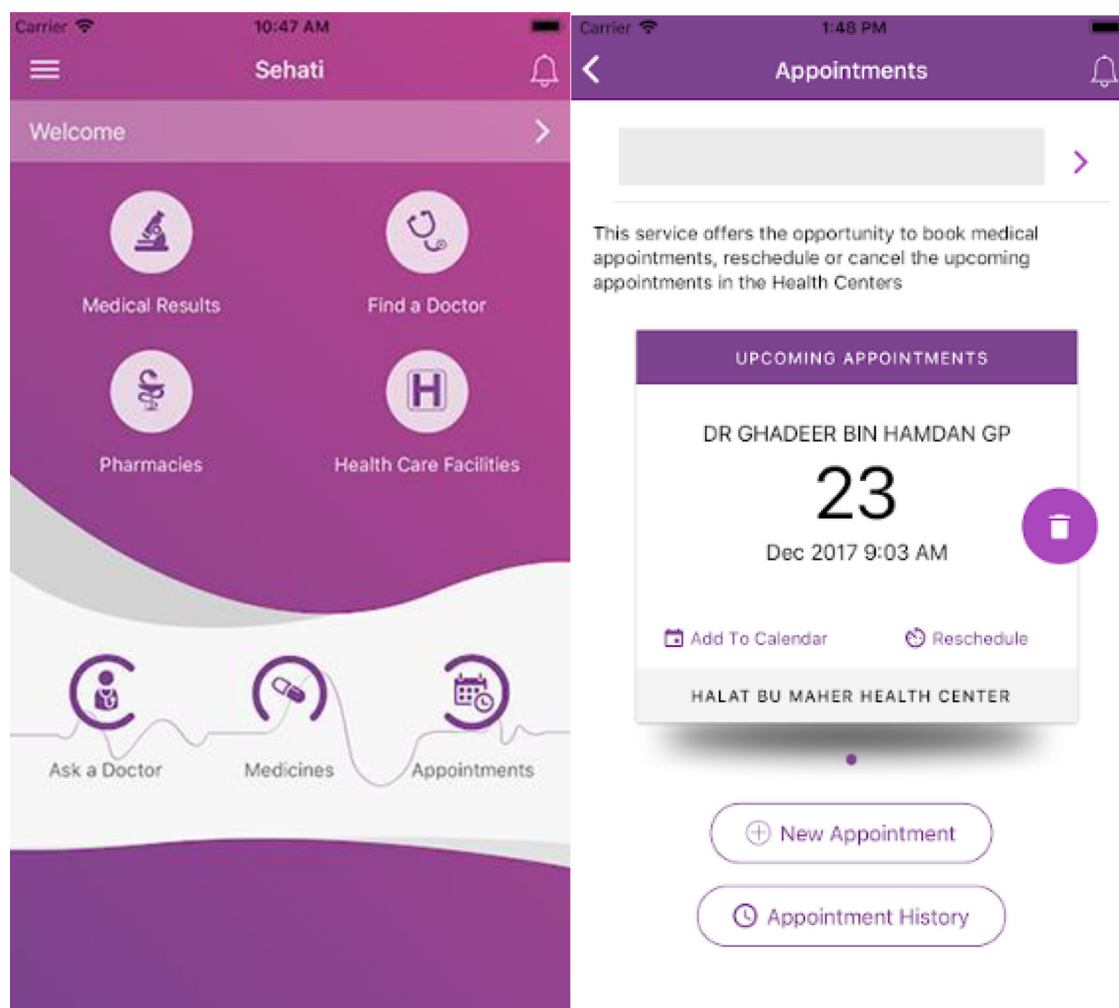 Carrier
10:47 AM
Sehati
Welcome
Medical Results
Find a Doctor
Pharmacies
Health Care Facilities
H
Ask a Doctor
Medicines
Appointments
Carrier
1:48 PM
Appointments
This service offers the opportunity to book medical
appointments, reschedule or cancel the upcoming
appointments in the Health Centers
UPCOMING APPOINTMENTS
DR GHADEER BIN HAMDAN GP
23
Dec 2017 9:03 AM
Add To Calendar
Reschedule
HALAT BU MAHER HEALTH CENTER
New Appointment
Appointment History